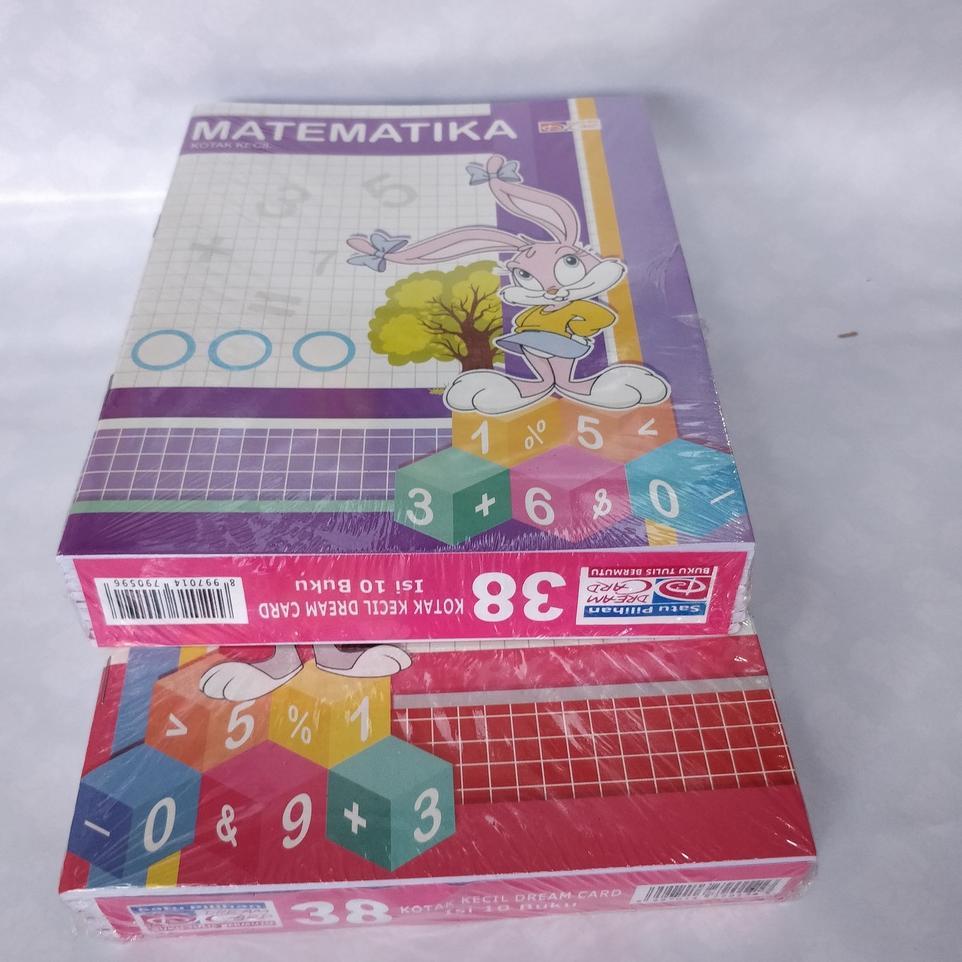 MATEMATIKA
KOTAK KECIL
3 5
+ 7
=
1 % 5 <
3 + 6 & 0 −
Satu Pilihan
DREAM
CARD
BUKU TULIS BERMUTU
38
KOTAK KECIL DREAM CARD
Isi 10 Buku
8 997014 790596
> 5 % 1
− 0 & 9 + 3
Satu Pilihan
38
KOTAK KECIL DREAM CARD
Isi 10 Buku